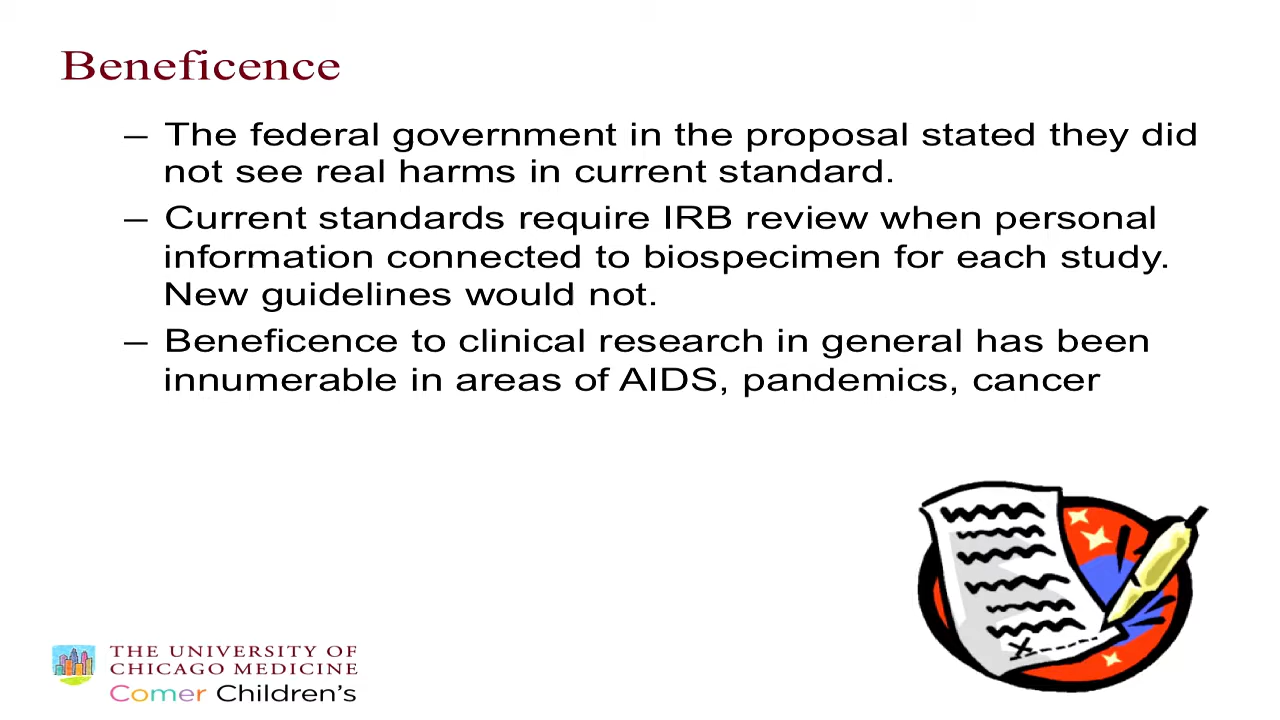 Beneficence
– The federal government in the proposal stated they did
not see real harms in current standard.
– Current standards require IRB review when personal
information connected to biospecimen for each study.
New guidelines would not.
– Beneficence to clinical research in general has been
innumerable in areas of AIDS, pandemics, cancer
X
THE UNIVERSITY OF
CHICAGO MEDICINE
Comer Children's